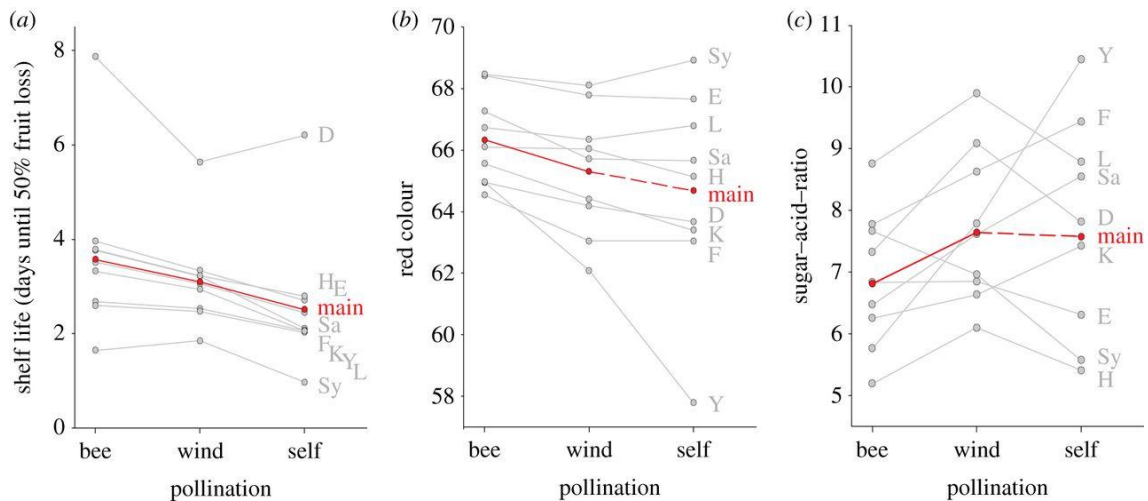 (a)
shelf life (days until 50% fruit loss)
8
6
4
2
0
D
H E
main
Sa
F K Y L
Sy
bee wind self
pollination
(b)
red colour
70
68
66
64
62
60
58
Sy
E
L
Sa
H
main
D
K
F
Y
bee wind self
pollination
(c)
sugar–acid–ratio
11
10
9
8
7
6
5
Y
F
L
Sa
D
main
K
E
Sy
H
bee wind self
pollination